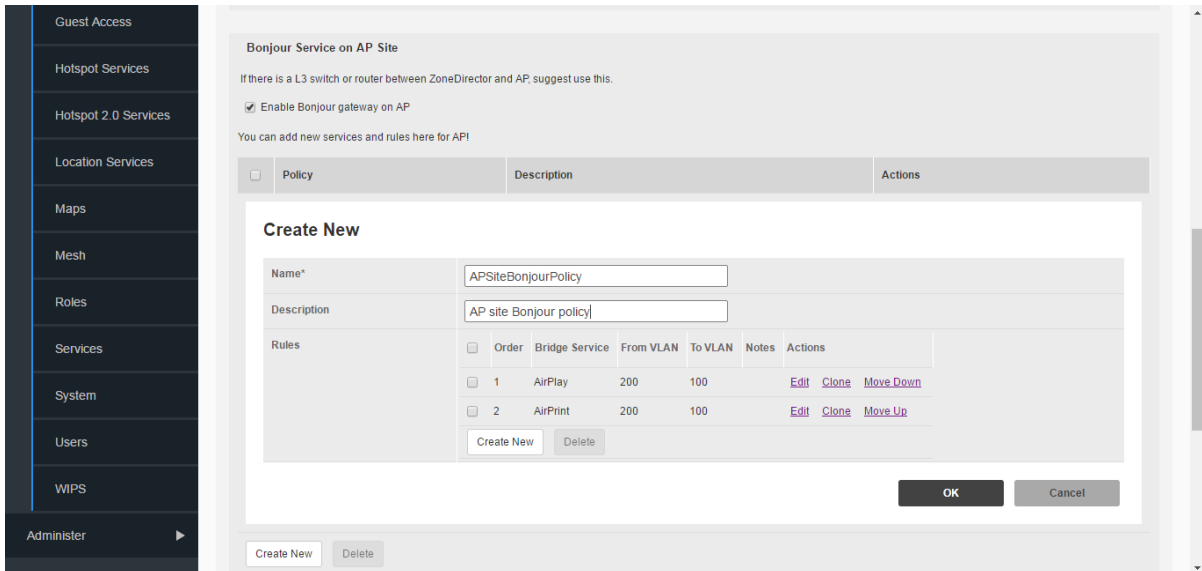 Guest Access
Hotspot Services
Hotspot 2.0 Services
Location Services
Maps
Mesh
Roles
Services
System
Users
WIPS
Administer
Bonjour Service on AP Site
If there is a L3 switch or router between ZoneDirector and AP, suggest use this.
Enable Bonjour gateway on AP
You can add new services and rules here for AP!
Policy Description Actions
Create New
Name* APSiteBonjourPolicy
Description AP site Bonjour policy
Rules Order Bridge Service From VLAN To VLAN Notes Actions
1 AirPlay 200 100 Edit Clone Move Down
2 AirPrint 200 100 Edit Clone Move Up
Create New Delete
OK Cancel
Create New Delete